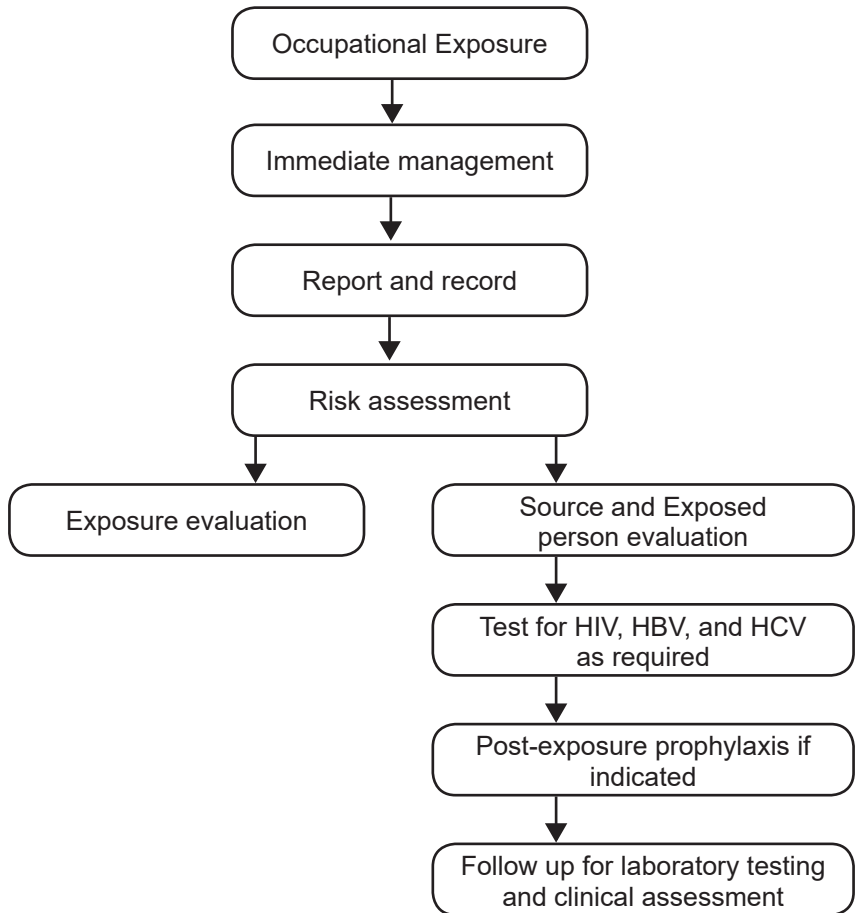 Occupational Exposure
Immediate management
Report and record
Risk assessment
Exposure evaluation
Source and Exposed
person evaluation
Test for HIV, HBV, and HCV
as required
Post-exposure prophylaxis if
indicated
Follow up for laboratory testing
and clinical assessment